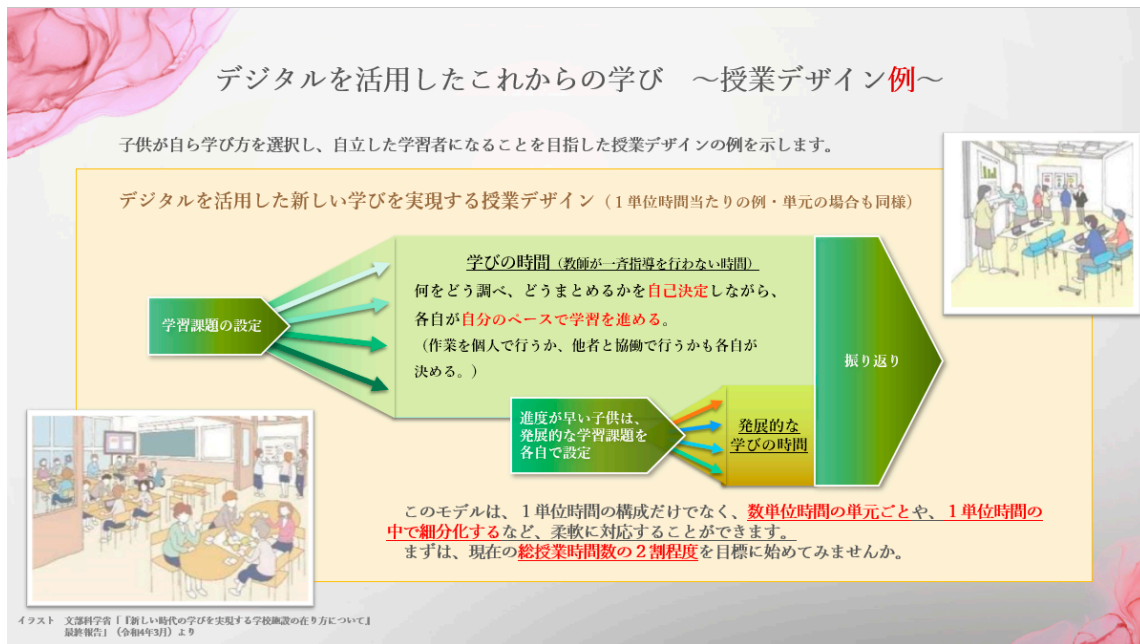 デジタルを活用したこれからの学び　～授業デザイン例～
子供が自ら学び方を選択し、自立した学習者になることを目指した授業デザインの例を示します。
デジタルを活用した新しい学びを実現する授業デザイン（１単位時間当たりの例・単元の場合も同様）
学習課題の設定
学びの時間（教師が一斉指導を行わない時間）
何をどう調べ、どうまとめるかを自己決定しながら、
各自が自分のペースで学習を進める。
（作業を個人で行うか、他者と協働で行うかも各自が
決める。）
進度が早い子供は、
発展的な学習課題を
各自で設定
発展的な
学びの時間
振り返り
このモデルは、１単位時間の構成だけでなく、数単位時間の単元ごとや、１単位時間の
中で細分化するなど、柔軟に対応することができます。
まずは、現在の総授業時間数の２割程度を目標に始めてみませんか。
イラスト　文部科学省「『新しい時代の学びを実現する学校施設の在り方について』
最終報告」（令和4年3月）より